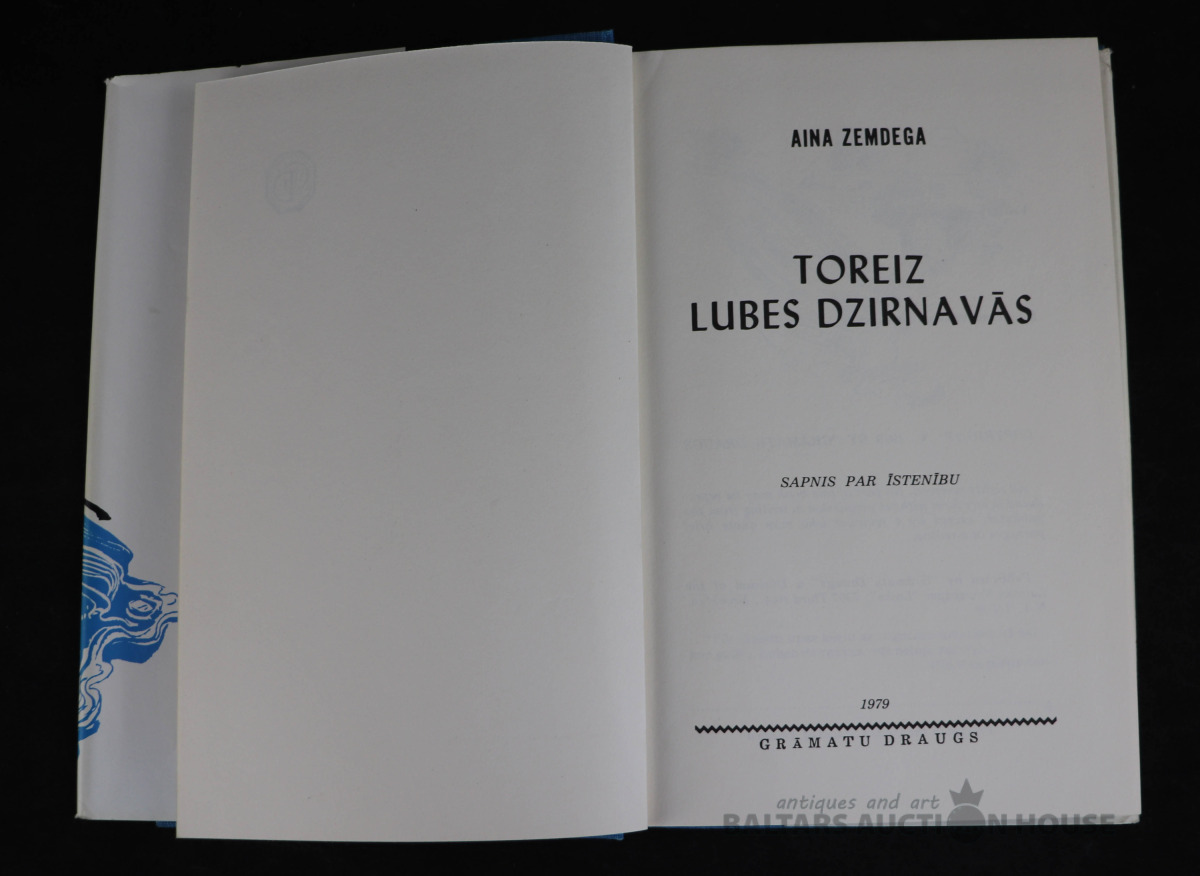 AINA ZEMDEGA
TOREIZ
LUBES DZIRNAVĀS
SAPNIS PAR ĪSTENĪBU
1979
GRĀMATU DRAUGS
antiques and art
BALTARS AUCTION HOUSE